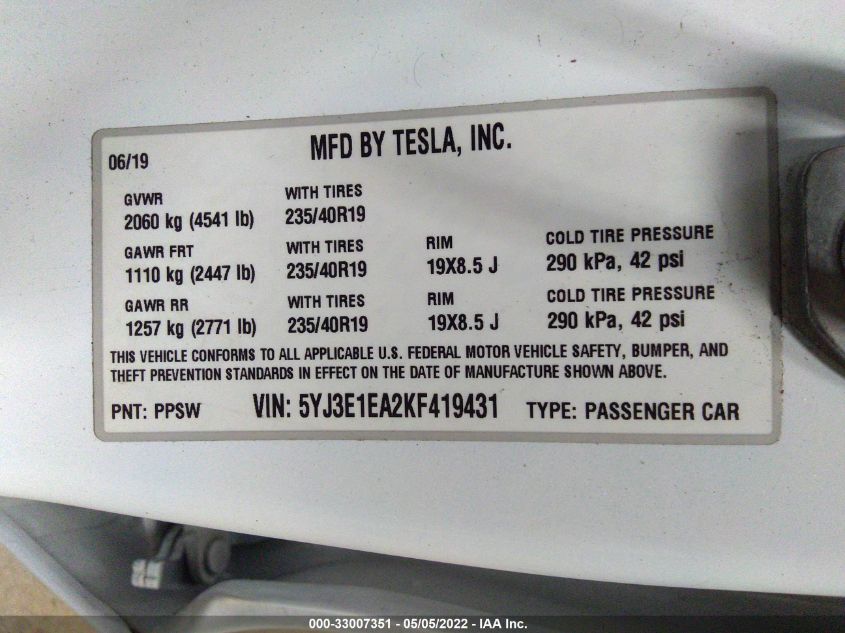 06/19
MFD BY TESLA, INC.
GVWR WITH TIRES
2060 kg (4541 lb) 235/40R19
GAWR FRT WITH TIRES RIM COLD TIRE PRESSURE
1110 kg (2447 lb) 235/40R19 19X8.5 J 290 kPa, 42 psi
GAWR RR WITH TIRES RIM COLD TIRE PRESSURE
1257 kg (2771 lb) 235/40R19 19X8.5 J 290 kPa, 42 psi
THIS VEHICLE CONFORMS TO ALL APPLICABLE U.S. FEDERAL MOTOR VEHICLE SAFETY, BUMPER, AND
THEFT PREVENTION STANDARDS IN EFFECT ON THE DATE OF MANUFACTURE SHOWN ABOVE.
PNT: PPSW VIN: 5YJ3E1EA2KF419431 TYPE: PASSENGER CAR
000-33007351 - 05/05/2022 - IAA Inc.